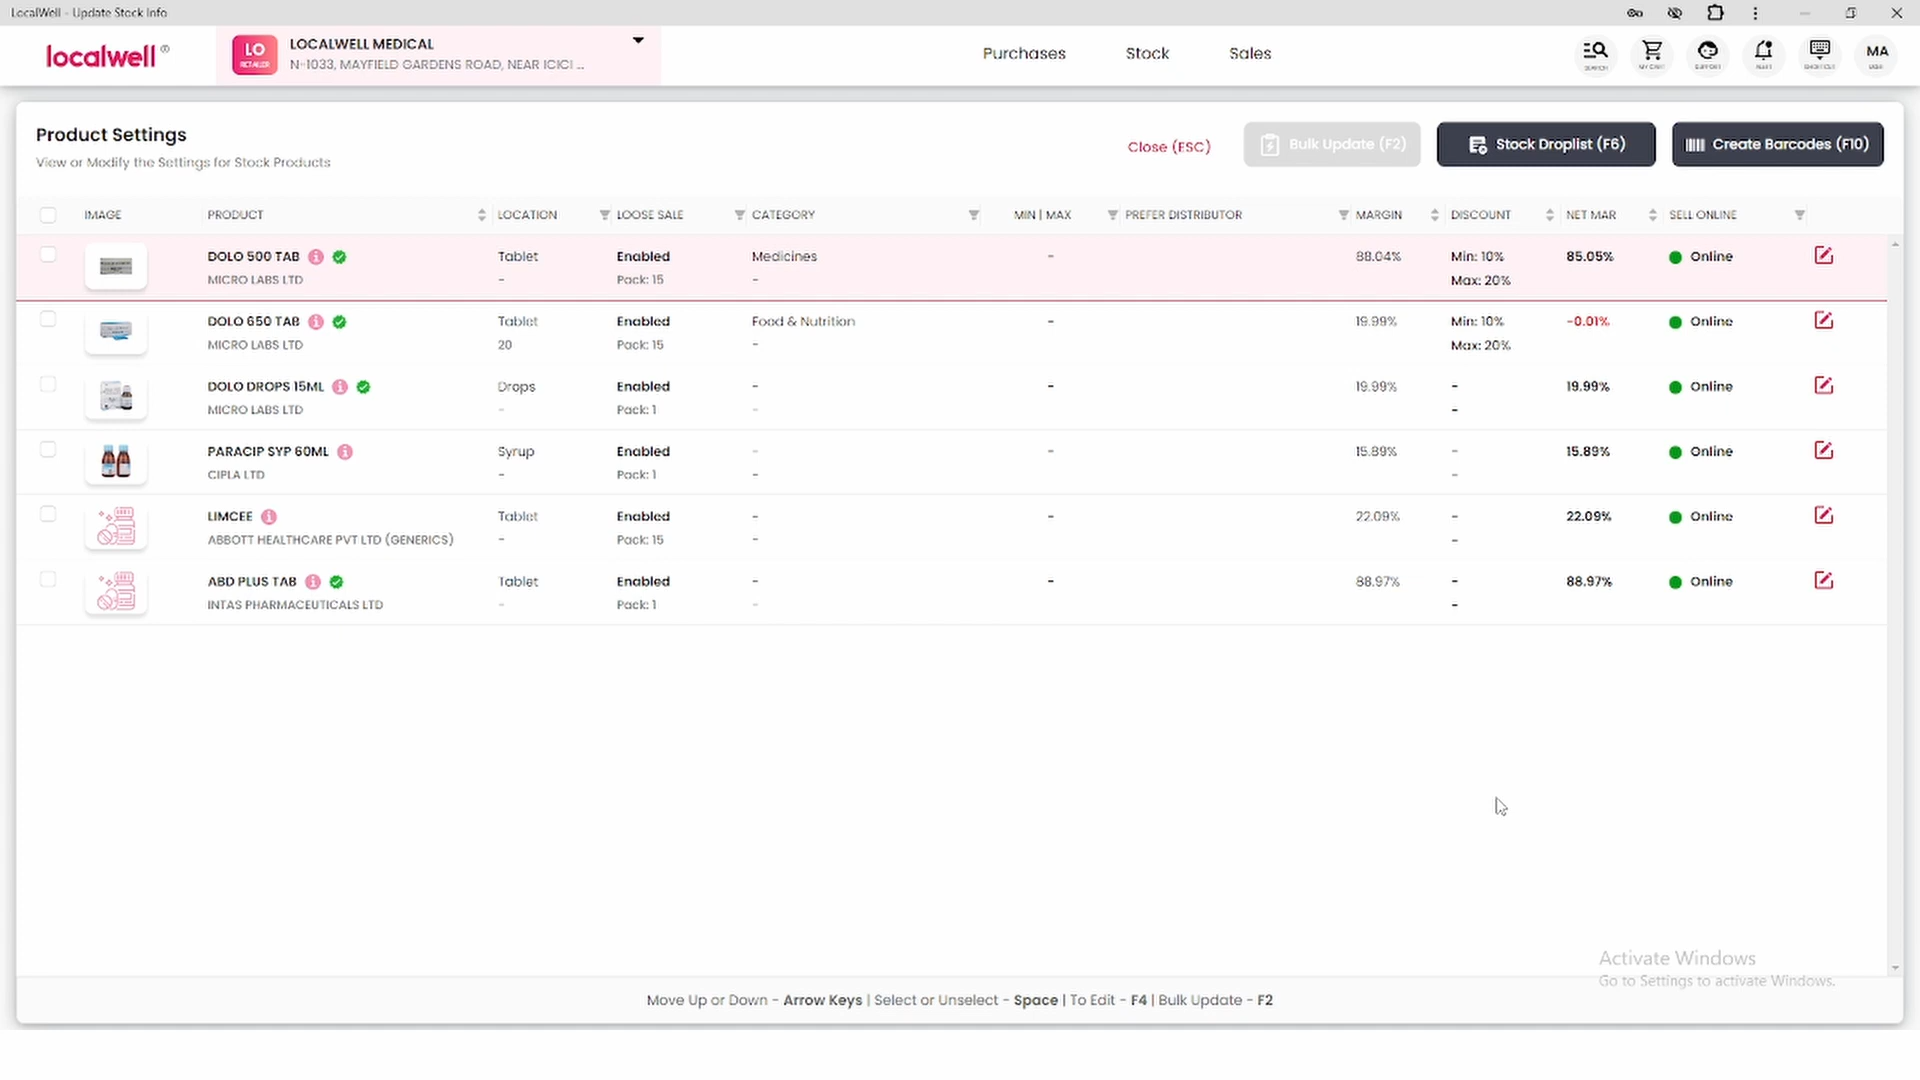 LocalWell - Update Stock Info
localwell ®
LO
RETAILER
LOCALWELL MEDICAL
N-1033, MAYFIELD GARDENS ROAD, NEAR ICICI ...
Purchases Stock Sales
SEARCH MY CART SUPPORT ALERT SHORTCUT
MA
Product Settings
View or Modify the Settings for Stock Products
Close (ESC) Bulk Update (F2) Stock Droplist (F6) Create Barcodes (F10)
IMAGE PRODUCT LOCATION LOOSE SALE CATEGORY MIN | MAX PREFER DISTRIBUTOR MARGIN DISCOUNT NET MAR SELL ONLINE
DOLO 500 TAB Tablet Enabled Medicines - 88.04% Min: 10% 85.05% Online
MICRO LABS LTD - Pack: 15 - Max: 20%
DOLO 650 TAB Tablet Enabled Food & Nutrition - 19.99% Min: 10% -0.01% Online
MICRO LABS LTD 20 Pack: 15 - Max: 20%
DOLO DROPS 15ML Drops Enabled - - 19.99% - 19.99% Online
MICRO LABS LTD - Pack: 1 - -
PARACIP SYP 60ML Syrup Enabled - - 15.89% - 15.89% Online
CIPLA LTD - Pack: 1 - -
LIMCEE Tablet Enabled - - 22.09% - 22.09% Online
ABBOTT HEALTHCARE PVT LTD (GENERICS) - Pack: 15 - -
ABD PLUS TAB Tablet Enabled - - 88.97% - 88.97% Online
INTAS PHARMACEUTICALS LTD - Pack: 1 - -
Activate Windows
Go to Settings to activate Windows.
Move Up or Down - Arrow Keys | Select or Unselect - Space | To Edit - F4 | Bulk Update - F2